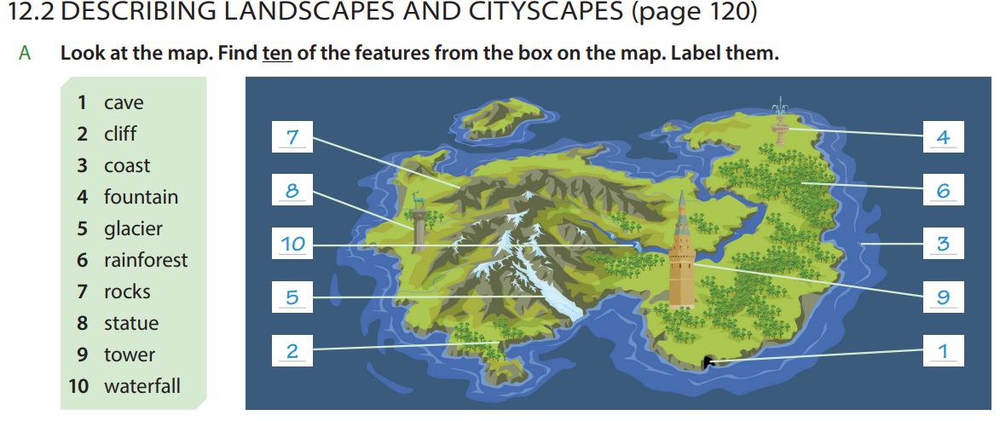 12.2 DESCRIBING LANDSCAPES AND CITYSCAPES (page 120)
A Look at the map. Find ten of the features from the box on the map. Label them.
1 cave
2 cliff
3 coast
4 fountain
5 glacier
6 rainforest
7 rocks
8 statue
9 tower
10 waterfall
7
8
10
5
2
4
6
3
9
1